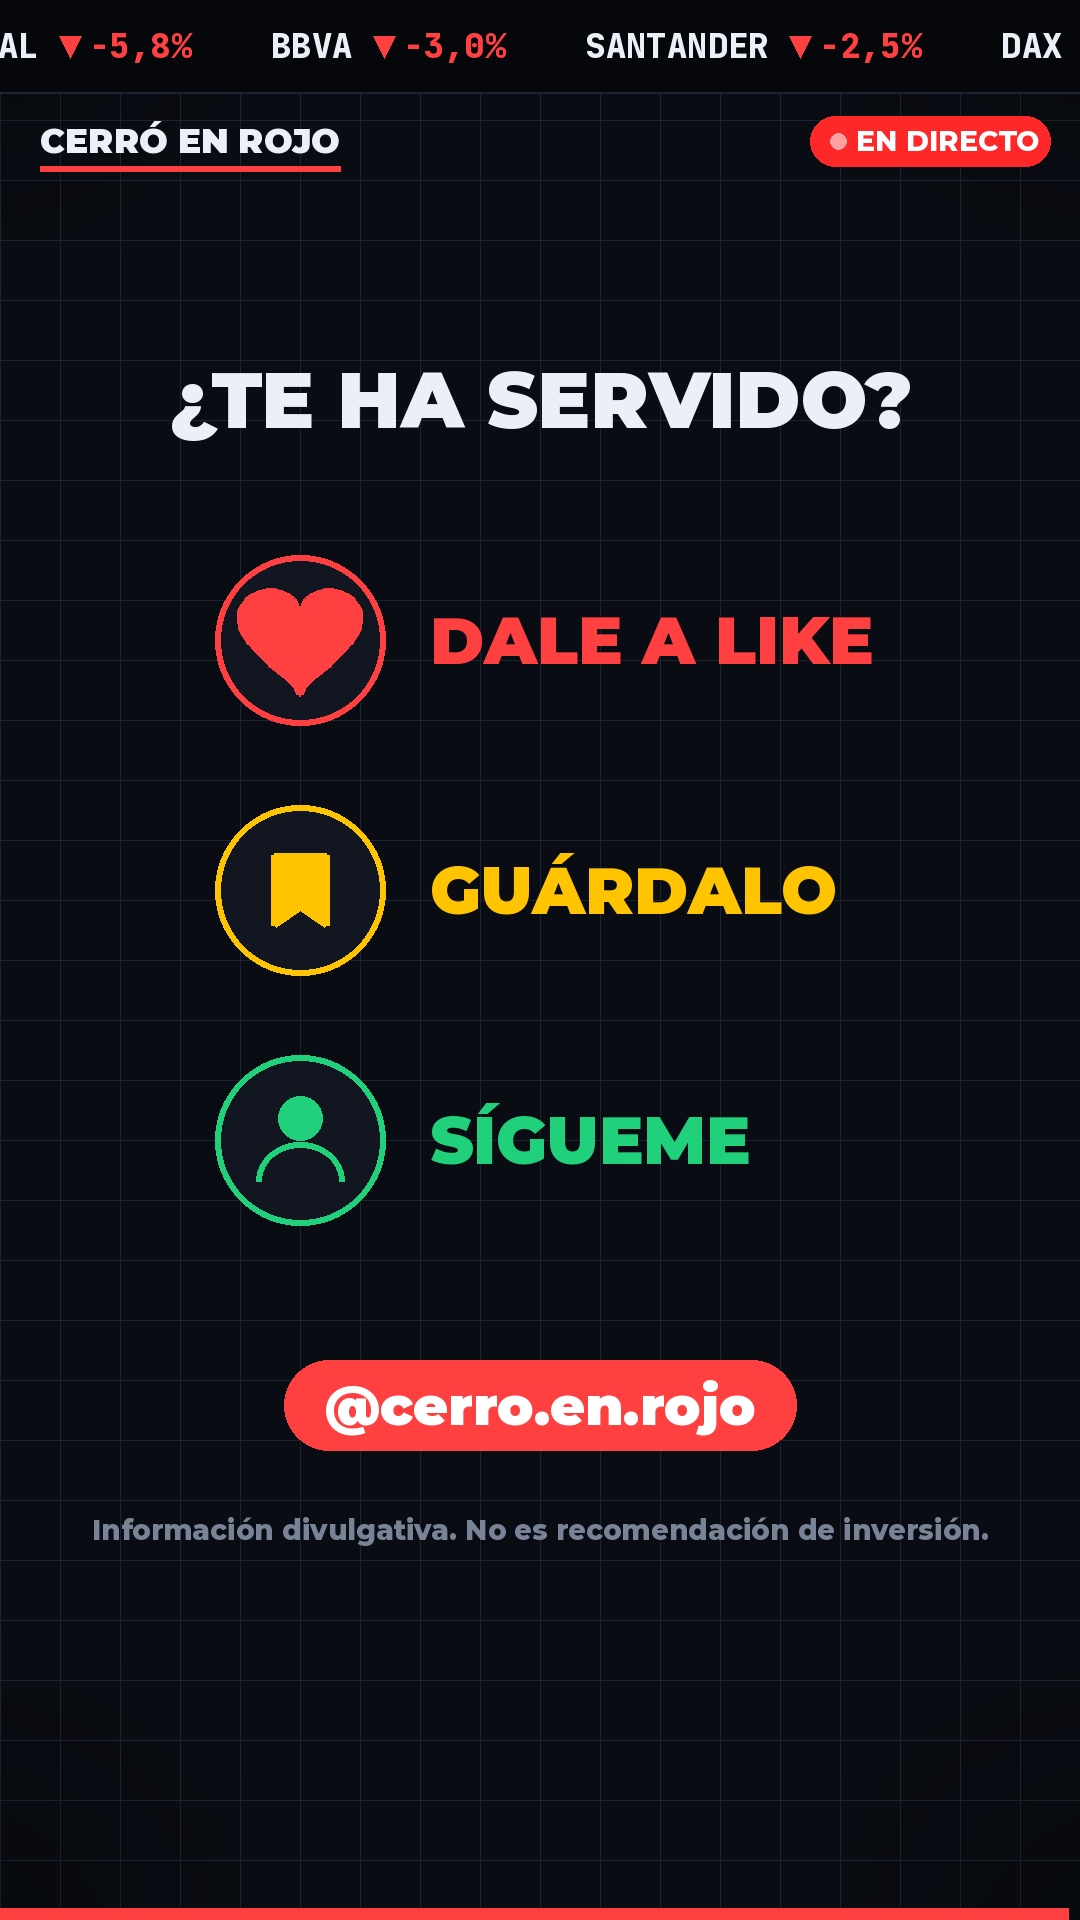 AL ▼-5,8% BBVA ▼-3,0% SANTANDER ▼-2,5% DAX
CERRÓ EN ROJO
EN DIRECTO
¿TE HA SERVIDO?
DALE A LIKE
GUÁRDALO
SÍGUEME
@cerro.en.rojo
Información divulgativa. No es recomendación de inversión.